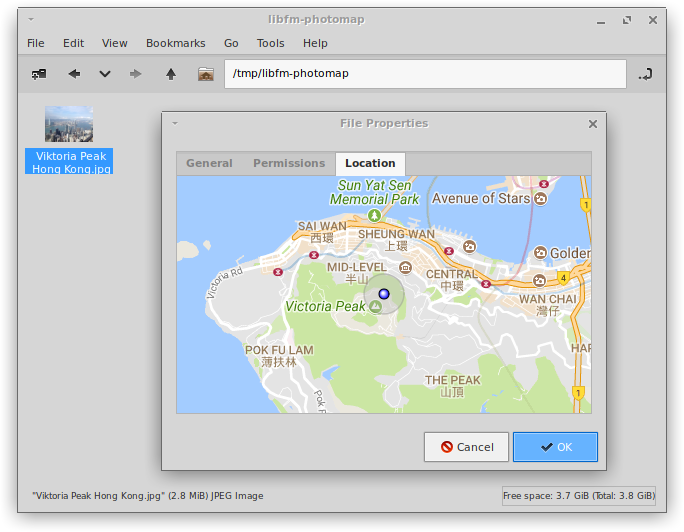 libfm-photomap
File Edit View Bookmarks Go Tools Help
/tmp/libfm-photomap
Viktoria Peak
Hong Kong.jpg
File Properties
General Permissions Location
Sun Yat Sen
Memorial Park
Avenue of Stars
1
SAI WAN
西環
SHEUNG WAN
上環
Golden
Victoria Rd
MID-LEVEL
半山
CENTRAL
中環
4
WAN CHAI
灣仔
Victoria Peak
POK FU LAM
薄扶林
HAP
THE PEAK
山頂
1
Pok F
Cancel
OK
"Viktoria Peak Hong Kong.jpg" (2.8 MiB) JPEG Image
Free space: 3.7 GiB (Total: 3.8 GiB)